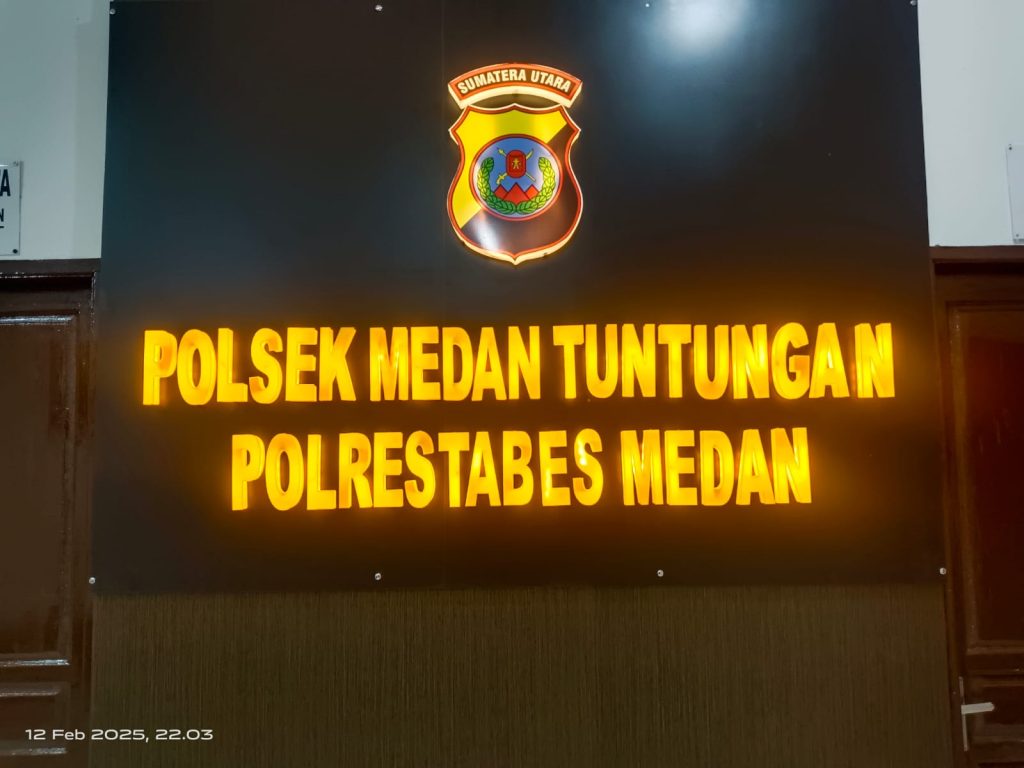 SUMATERA UTARA
POLSEK MEDAN TUNTUNGAN
POLRESTABES MEDAN
12 Feb 2025, 22.03